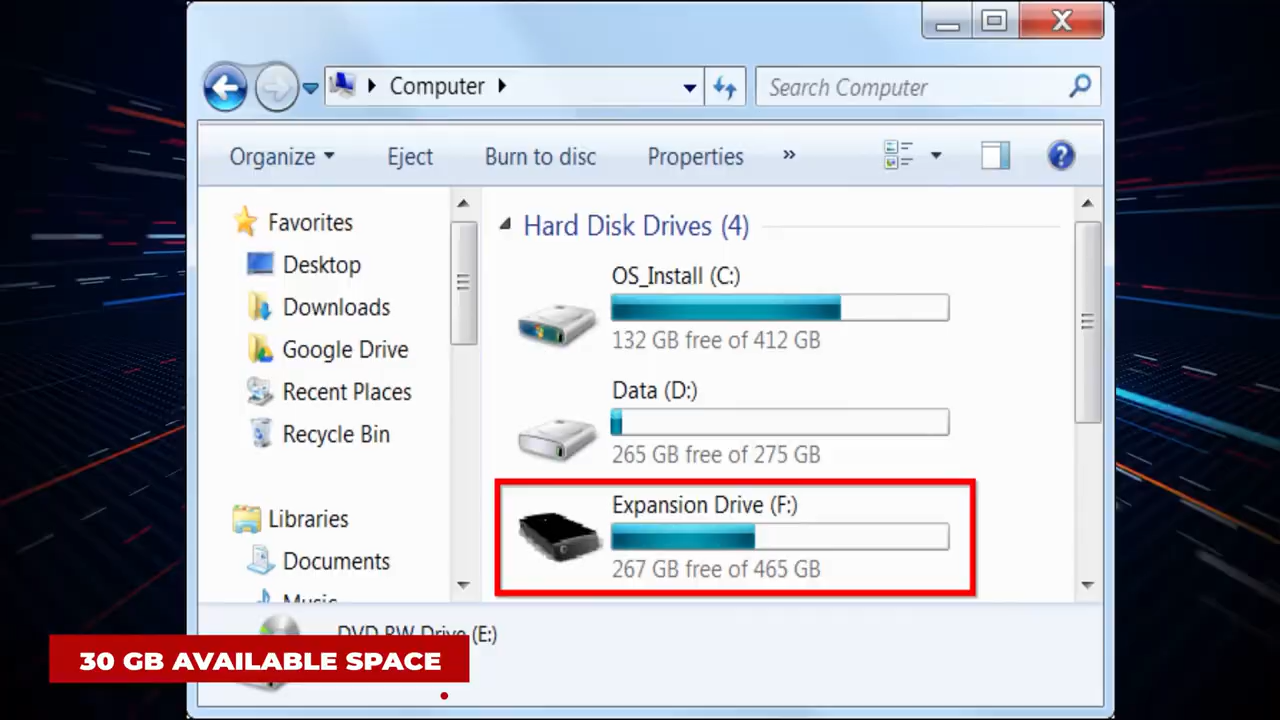 Computer
Search Computer
Organize
Eject
Burn to disc
Properties
»
?
Favorites
Desktop
Downloads
Google Drive
Recent Places
Recycle Bin
Libraries
Documents
Music
Hard Disk Drives (4)
OS_Install (C:)
132 GB free of 412 GB
Data (D:)
265 GB free of 275 GB
Expansion Drive (F:)
267 GB free of 465 GB
DVD RW Drive (E:)
30 GB AVAILABLE SPACE